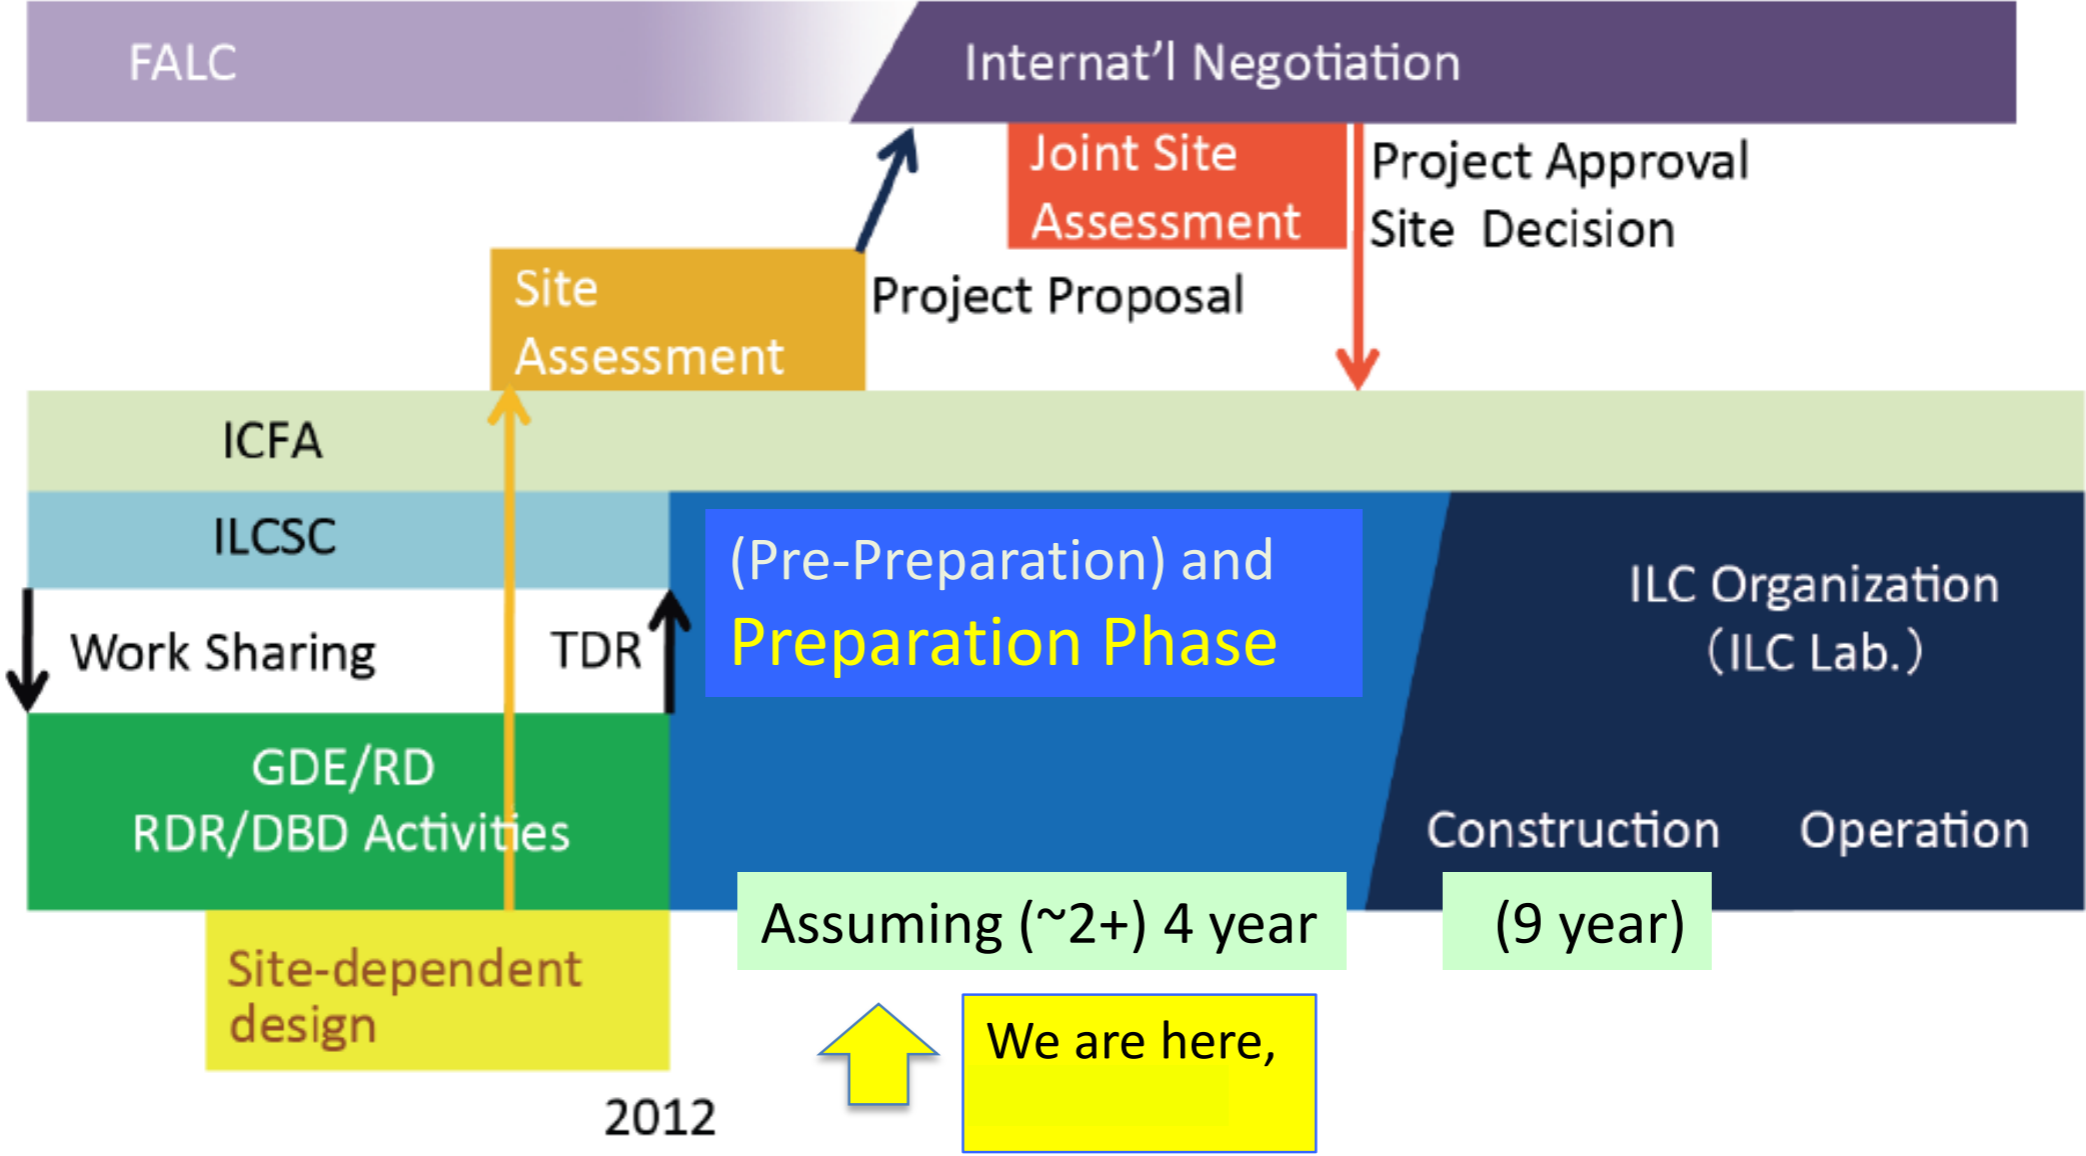 FALC
Internat’l Negotiation
Joint Site
Assessment
Project Approval
Site Decision
Site
Assessment
Project Proposal
ICFA
ILCSC
(Pre-Preparation) and
Preparation Phase
ILC Organization
(ILC Lab.)
Work Sharing
TDR
GDE/RD
RDR/DBD Activities
Construction
Operation
Assuming (~2+) 4 year
(9 year)
Site-dependent
design
We are here,
2012